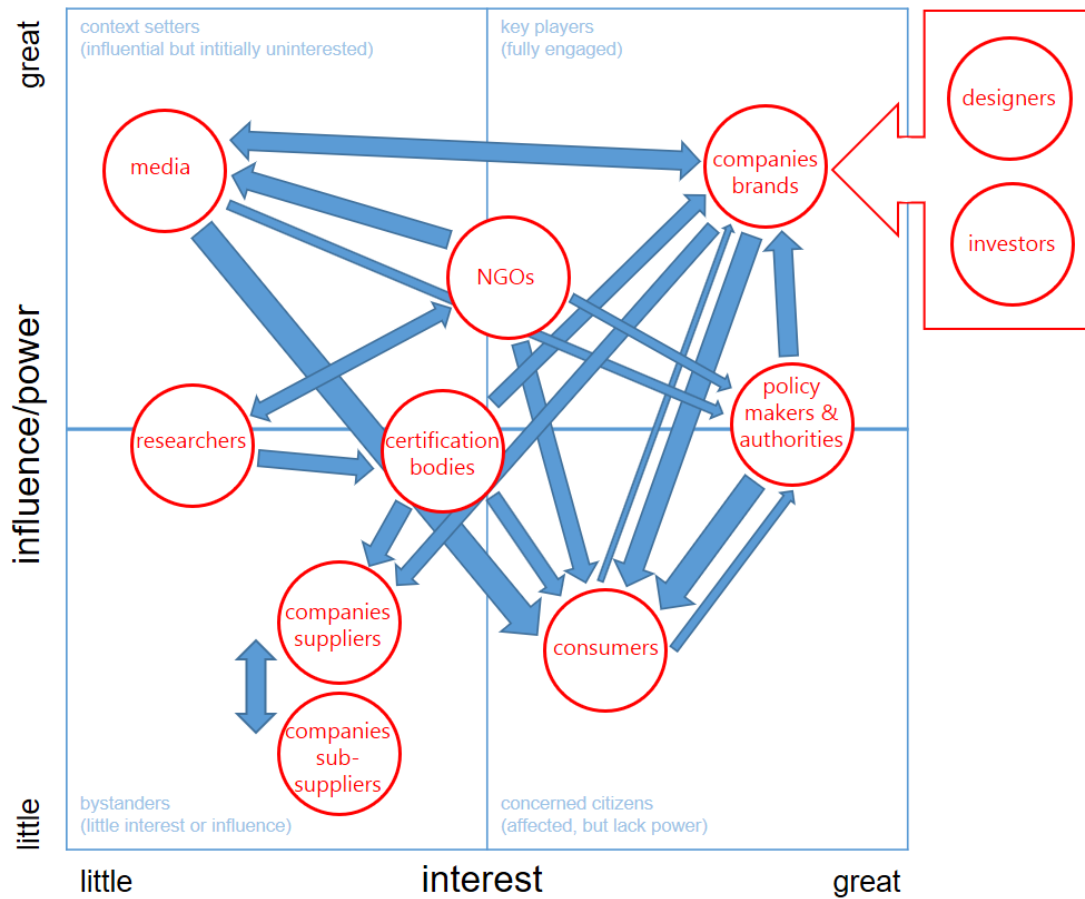 great
context setters
(influential but intitially uninterested)
key players
(fully engaged)
designers
companies
brands
media
investors
NGOs
influence/power
policy
makers &
authorities
researchers
certification
bodies
companies
suppliers
consumers
companies
sub-
suppliers
little
bystanders
(little interest or influence)
concerned citizens
(affected, but lack power)
little
interest
great